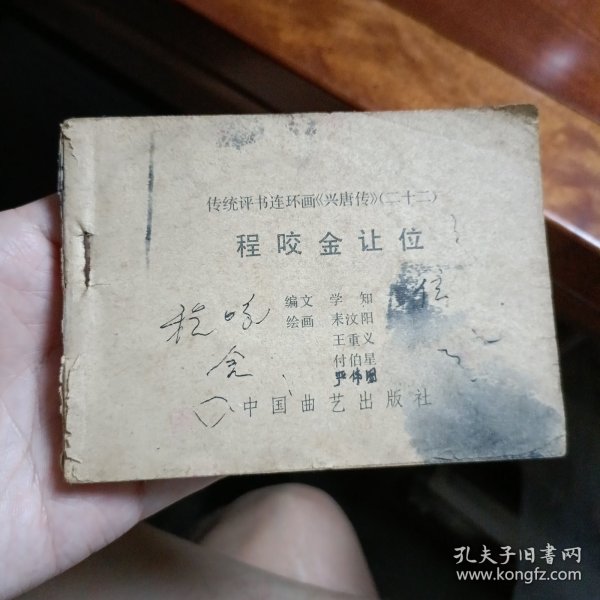 传统评书连环画《兴唐传》(二十二)
程咬金让位
编文 学知
绘画 耒汶阳
王重义
付伯星
中国曲艺出版社
孔夫子旧书网
www.kongfz.com